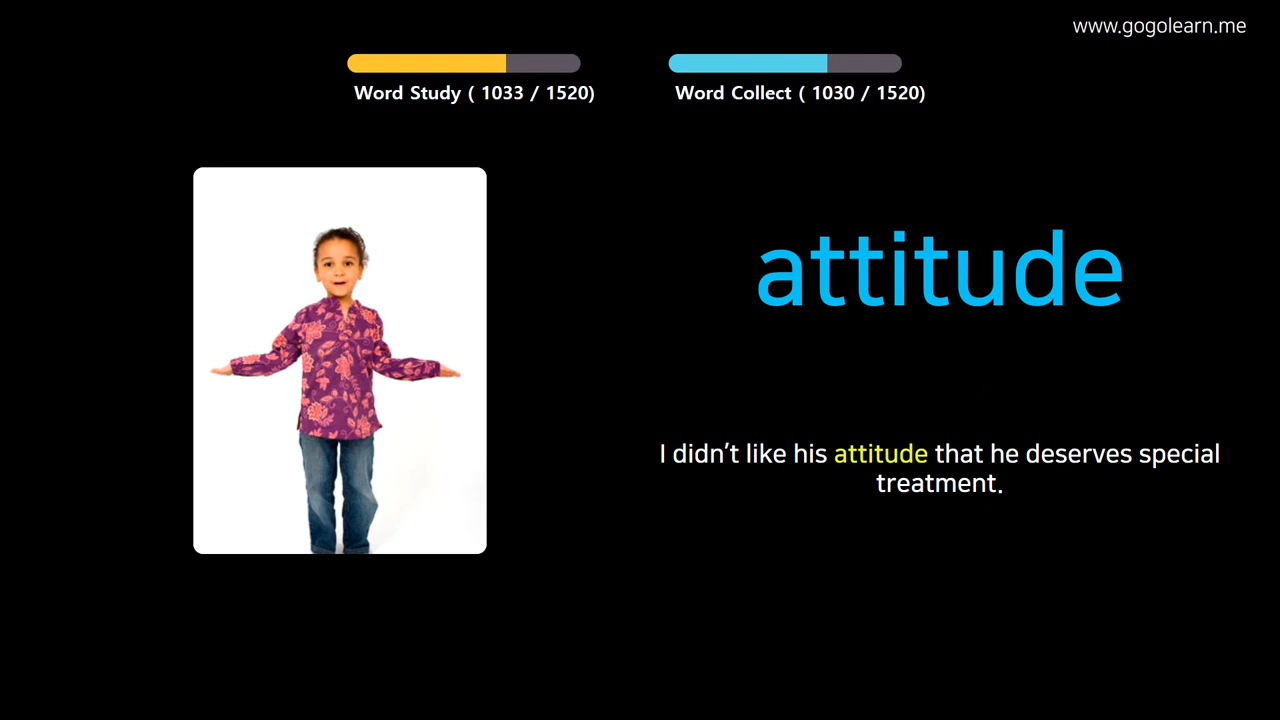 www.gogolearn.me
Word Study ( 1033 / 1520)
Word Collect ( 1030 / 1520)
attitude
I didn’t like his attitude that he deserves special
treatment.